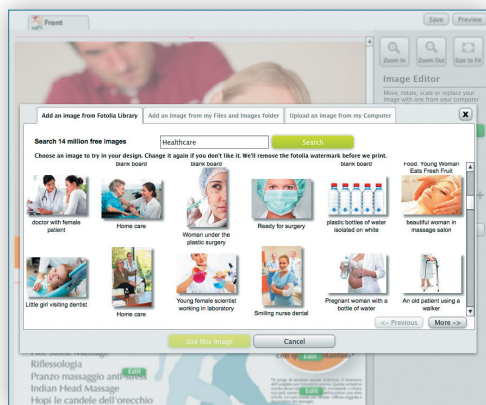 Front
Save
Preview
Zoom In
Zoom Out
Image Editor
Move, rotate, scale or replace your
image with one from your computer
Add an image from Fotolia Library
Add an image from my Files and Images folder
Upload an image from my Computer
X
Search 14 million free images
Healthcare
Search
Choose an image to try in your design. Change it again if you don't like it. We'll remove the fotolia watermark before we print.
blank board
blank board
blank board
Food. Young Woman
Eats Fresh Fruit
doctor with female
patient
Home care
Woman under the
plastic surgery
Ready for surgery
plastic bottles of water
isolated on white
beautiful woman in
massage salon
Little girl visiting dentist
Home care
Young female scientist
working in laboratory
Smiling nurse dental
Pregnant woman with a
bottle of water
An old patient using a
walker
<- Previous
More ->
Use this Image
Cancel
Riflessologia
Pranzo massaggio anti-stress
Edit
Indian Head Massage
Hopi le candele dell'orecchio
Edit
Edit